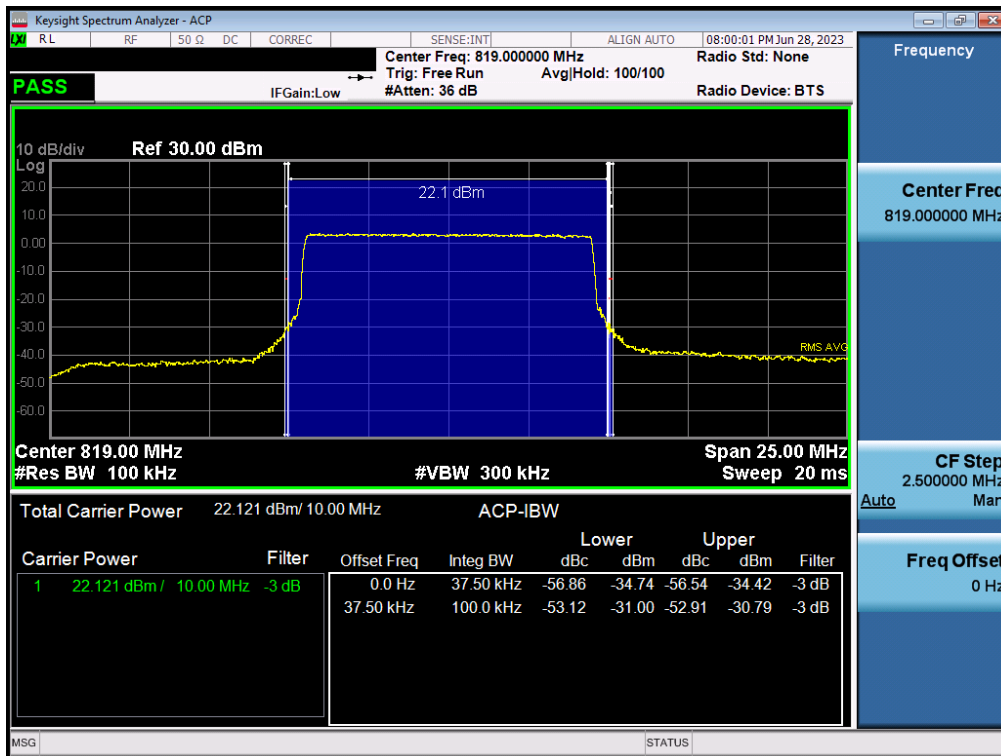 Keysight Spectrum Analyzer - ACP
LXI RL RF 50 Ω DC CORREC SENSE:INT ALIGN AUTO 08:00:01 PM Jun 28, 2023
Center Freq: 819.000000 MHz Radio Std: None
Trig: Free Run Avg|Hold: 100/100
PASS IFGain:Low #Atten: 36 dB Radio Device: BTS
10 dB/div Ref 30.00 dBm
Log
20.0
22.1 dBm
10.0
0.00
-10.0
-20.0
-30.0
RMS AVG
-40.0
-50.0
-60.0
Center 819.00 MHz Span 25.00 MHz
#Res BW 100 kHz #VBW 300 kHz Sweep 20 ms
Total Carrier Power 22.121 dBm/ 10.00 MHz ACP-IBW
Lower Upper
Carrier Power Filter Offset Freq Integ BW dBc dBm dBc dBm Filter
1 22.121 dBm / 10.00 MHz -3 dB 0.0 Hz 37.50 kHz -56.86 -34.74 -56.54 -34.42 -3 dB
37.50 kHz 100.0 kHz -53.12 -31.00 -52.91 -30.79 -3 dB
MSG STATUS
Frequency
Center Freq
819.000000 MHz
CF Step
2.500000 MHz
Auto Man
Freq Offset
0 Hz